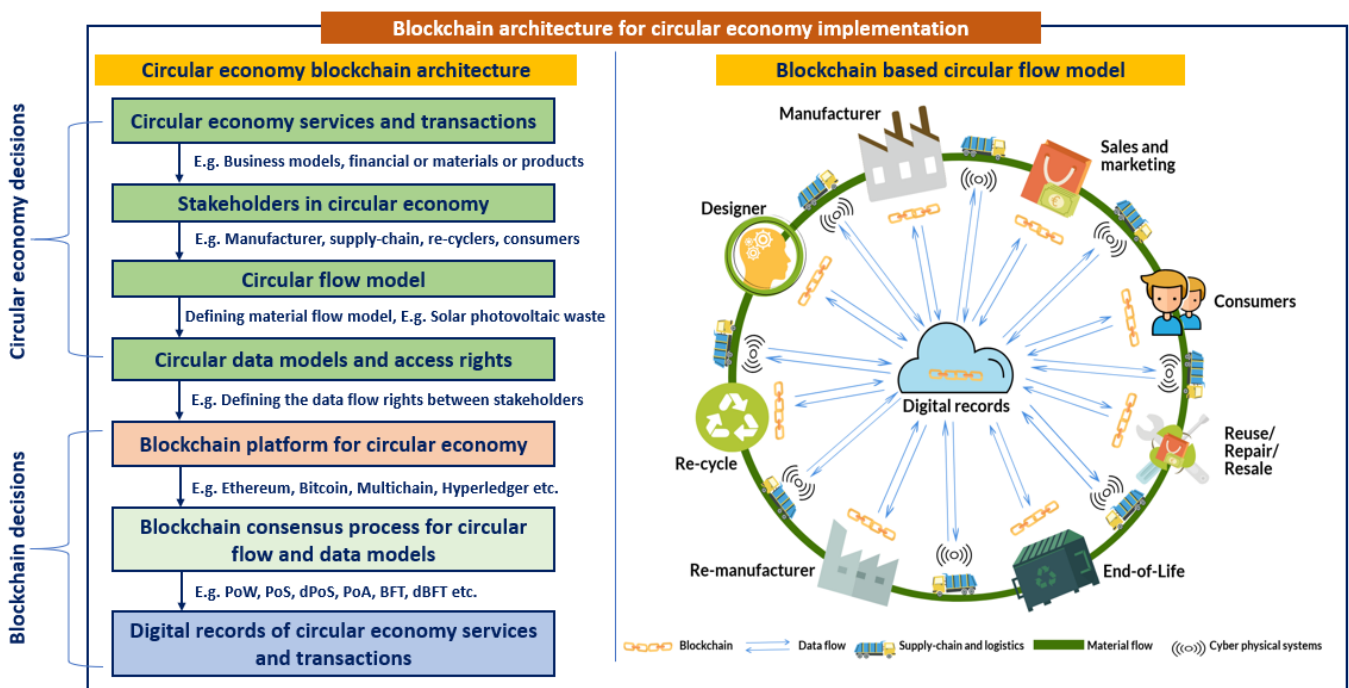 Blockchain architecture for circular economy implementation
Circular economy blockchain architecture
Circular economy decisions
Circular economy services and transactions
E.g. Business models, financial or materials or products
Stakeholders in circular economy
E.g. Manufacturer, supply-chain, re-cyclers, consumers
Circular flow model
Defining material flow model, E.g. Solar photovoltaic waste
Circular data models and access rights
E.g. Defining the data flow rights between stakeholders
Blockchain decisions
Blockchain platform for circular economy
E.g. Ethereum, Bitcoin, Multichain, Hyperledger etc.
Blockchain consensus process for circular
flow and data models
E.g. PoW, PoS, dPoS, PoA, BFT, dBFT etc.
Digital records of circular economy services
and transactions
Blockchain based circular flow model
Manufacturer
Sales and
marketing
Designer
Consumers
Digital records
Re-cycle
Reuse/
Repair/
Resale
Re-manufacturer
End-of-Life
Blockchain
Data flow
Supply-chain and logistics
Material flow
Cyber physical systems